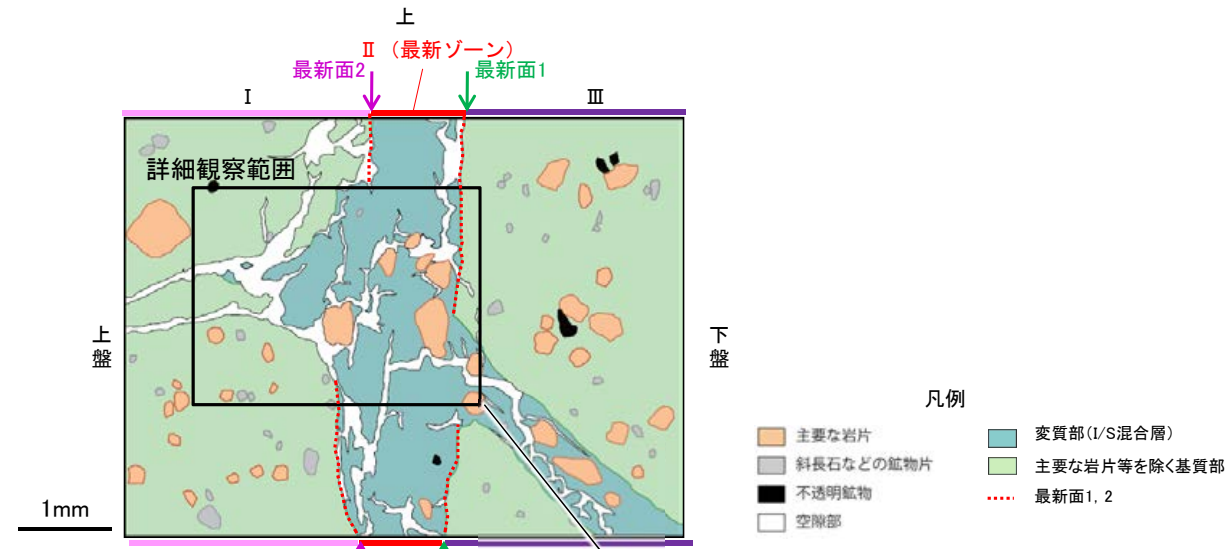 上
Ⅱ（最新ゾーン）
最新面2
最新面1
Ⅰ
Ⅲ
詳細観察範囲
上盤
下盤
1mm
凡例
主要な岩片
斜長石などの鉱物片
不透明鉱物
空隙部
変質部(I/S混合層)
主要な岩片等を除く基質部
最新面1, 2